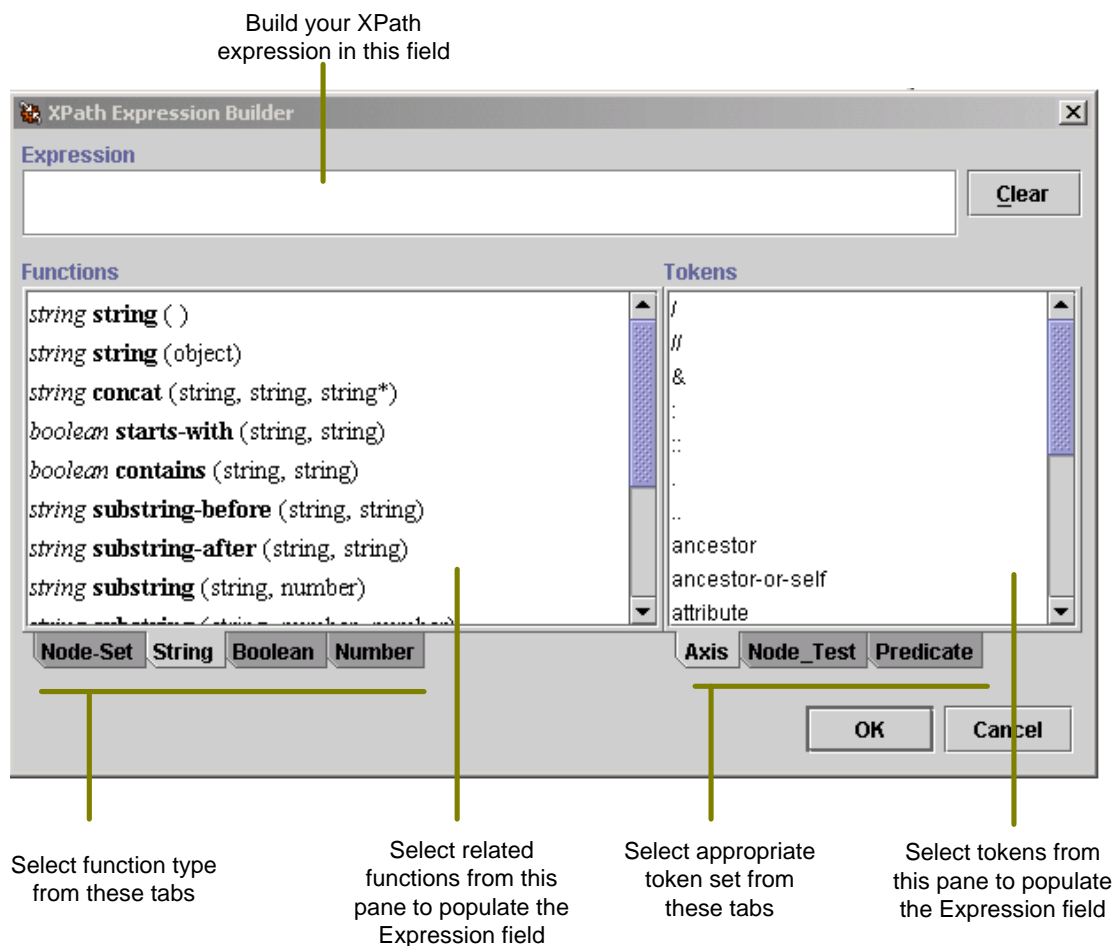 Build your XPath
expression in this field
XPath Expression Builder
Expression
Clear
Functions
Tokens
string string ( )
string string (object)
string concat (string, string, string*)
boolean starts-with (string, string)
boolean contains (string, string)
string substring-before (string, string)
string substring-after (string, string)
string substring (string, number)
string substring (string, number, number)
/
//
&
:
::
.
..
ancestor
ancestor-or-self
attribute
Node-Set String Boolean Number
Axis Node_Test Predicate
OK
Cancel
Select function type
from these tabs
Select related
functions from this
pane to populate the
Expression field
Select appropriate
token set from
these tabs
Select tokens from
this pane to populate
the Expression field